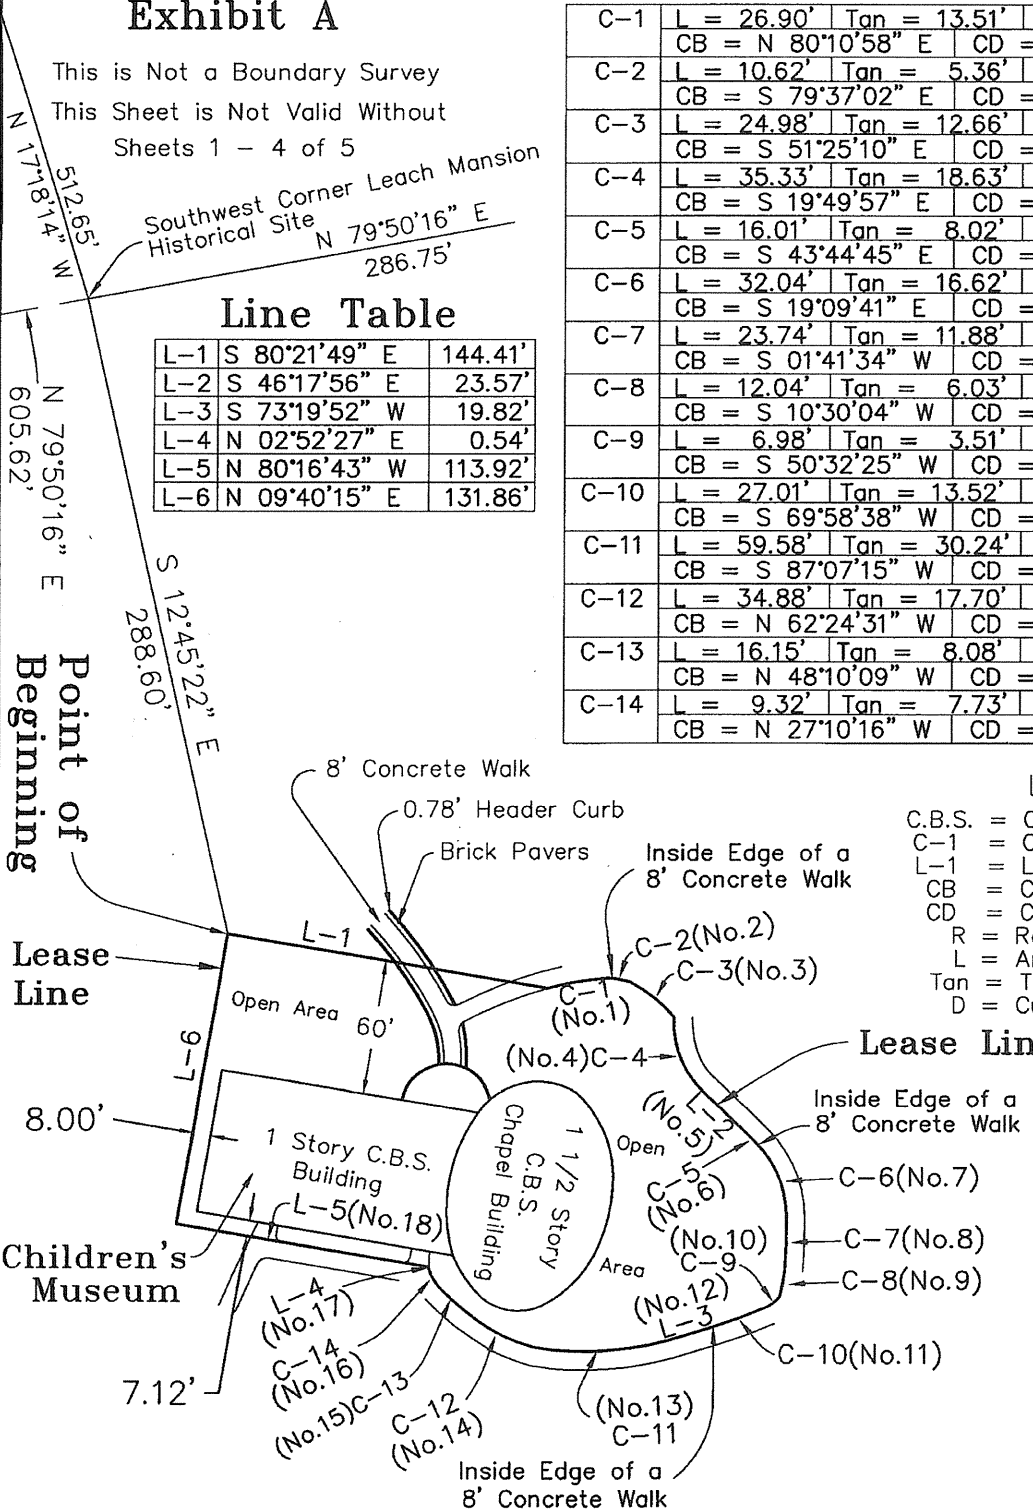 Exhibit A
This is Not a Boundary Survey
This Sheet is Not Valid Without
Sheets 1 - 4 of 5
N 17°18'14" W
512.65'
Southwest Corner Leach Mansion
Historical Site
N 79°50'16" E
286.75'
Line Table
L-1 S 80°21'49" E 144.41'
L-2 S 46°17'56" E 23.57'
L-3 S 73°19'52" W 19.82'
L-4 N 02°52'27" E 0.54'
L-5 N 80°16'43" W 113.92'
L-6 N 09°40'15" E 131.86'
N 79°50'16" E
605.62'
S 12°45'22" E
288.60'
C-1 L = 26.90' Tan = 13.51'
CB = N 80°10'58" E CD =
C-2 L = 10.62' Tan = 5.36'
CB = S 79°37'02" E CD =
C-3 L = 24.98' Tan = 12.66'
CB = S 51°25'10" E CD =
C-4 L = 35.33' Tan = 18.63'
CB = S 19°49'57" E CD =
C-5 L = 16.01' Tan = 8.02'
CB = S 43°44'45" E CD =
C-6 L = 32.04' Tan = 16.62'
CB = S 19°09'41" E CD =
C-7 L = 23.74' Tan = 11.88'
CB = S 01°41'34" W CD =
C-8 L = 12.04' Tan = 6.03'
CB = S 10°30'04" W CD =
C-9 L = 6.98' Tan = 3.51'
CB = S 50°32'25" W CD =
C-10 L = 27.01' Tan = 13.52'
CB = S 69°58'38" W CD =
C-11 L = 59.58' Tan = 30.24'
CB = S 87°07'15" W CD =
C-12 L = 34.88' Tan = 17.70'
CB = N 62°24'31" W CD =
C-13 L = 16.15' Tan = 8.08'
CB = N 48°10'09" W CD =
C-14 L = 9.32' Tan = 7.73'
CB = N 27°10'16" W CD =
Point of
Beginning
8' Concrete Walk
0.78' Header Curb
Brick Pavers
Inside Edge of a
8' Concrete Walk
C.B.S. = C
C-1 = C
L-1 = L
CB = C
CD = C
R = R
L = A
Tan = T
D = C
Lease
Line
L-1
C-2(No.2)
C-3(No.3)
C-1
(No.1)
Open Area
60'
(No.4)C-4
Lease Lin
L-6
L-2
(No.5)
Inside Edge of a
8' Concrete Walk
8.00'
1 Story C.B.S.
Building
1 1/2 Story
C.B.S.
Chapel Building
Open
Area
C-5
(No.6)
C-6(No.7)
L-5(No.18)
(No.10)
C-9
C-7(No.8)
C-8(No.9)
Children's
Museum
(No.12)
L-3
L-4
(No.17)
C-14
(No.16)
C-10(No.11)
7.12'
(No.15)C-13
C-12
(No.14)
(No.13)
C-11
Inside Edge of a
8' Concrete Walk